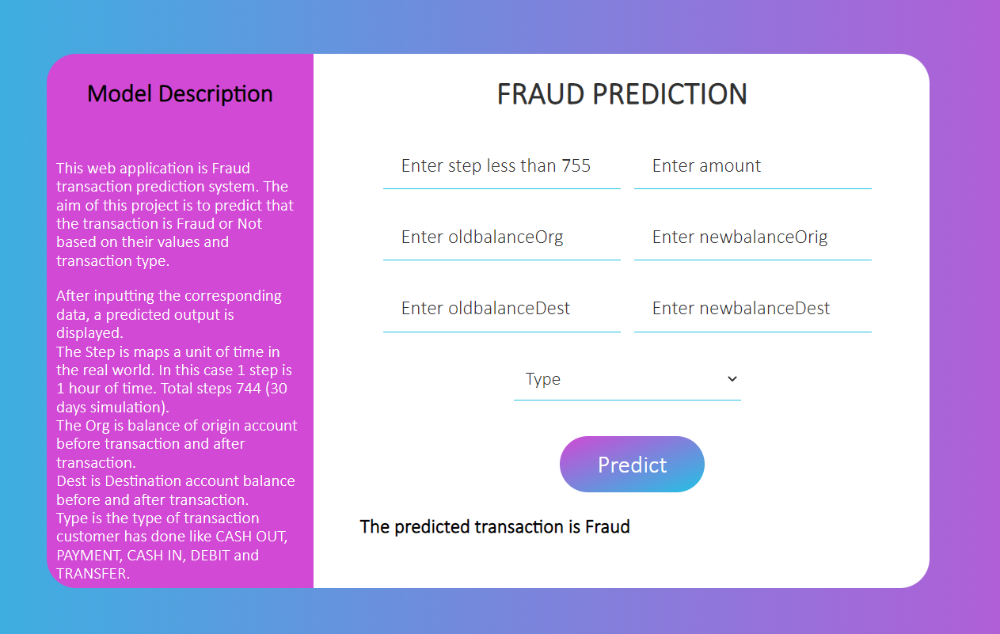 Model Description
This web application is Fraud
transaction prediction system. The
aim of this project is to predict that
the transaction is Fraud or Not
based on their values and
transaction type.
After inputting the corresponding
data, a predicted output is
displayed.
The Step is maps a unit of time in
the real world. In this case 1 step is
1 hour of time. Total steps 744 (30
days simulation).
The Org is balance of origin account
before transaction and after
transaction.
Dest is Destination account balance
before and after transaction.
Type is the type of transaction
customer has done like CASH OUT,
PAYMENT, CASH IN, DEBIT and
TRANSFER.
FRAUD PREDICTION
Enter step less than 755
Enter amount
Enter oldbalanceOrg
Enter newbalanceOrig
Enter oldbalanceDest
Enter newbalanceDest
Type
Predict
The predicted transaction is Fraud